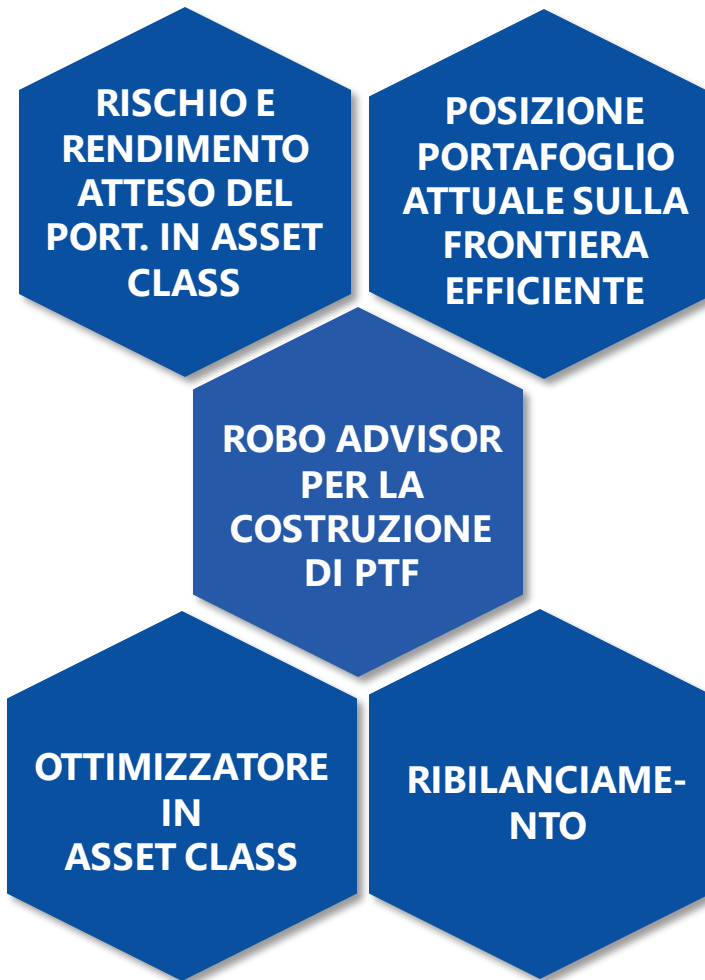 RISCHIO E
RENDIMENTO
ATTESO DEL
PORT. IN ASSET
CLASS
POSIZIONE
PORTAFOGLIO
ATTUALE SULLA
FRONTIERA
EFFICIENTE
ROBO ADVISOR
PER LA
COSTRUZIONE
DI PTF
OTTIMIZZATORE
IN
ASSET CLASS
RIBILANCIAME-
NTO